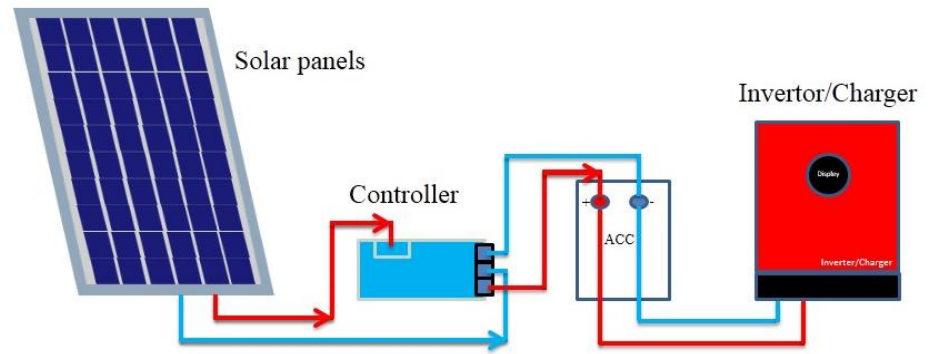 Solar panels
Invertor/Charger
Display
Controller
+
-
ACC
Inverter/Charger